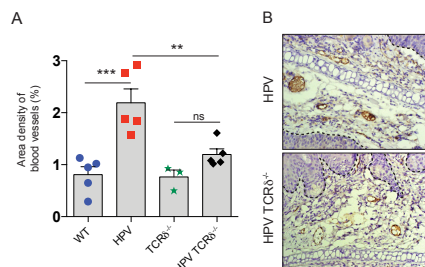 A
Area density of
blood vessels (%)
3
2
1
0
***
**
ns
WT
HPV
TCRδ-/-
HPV TCRδ-/-
B
HPV
HPV TCRδ-/-